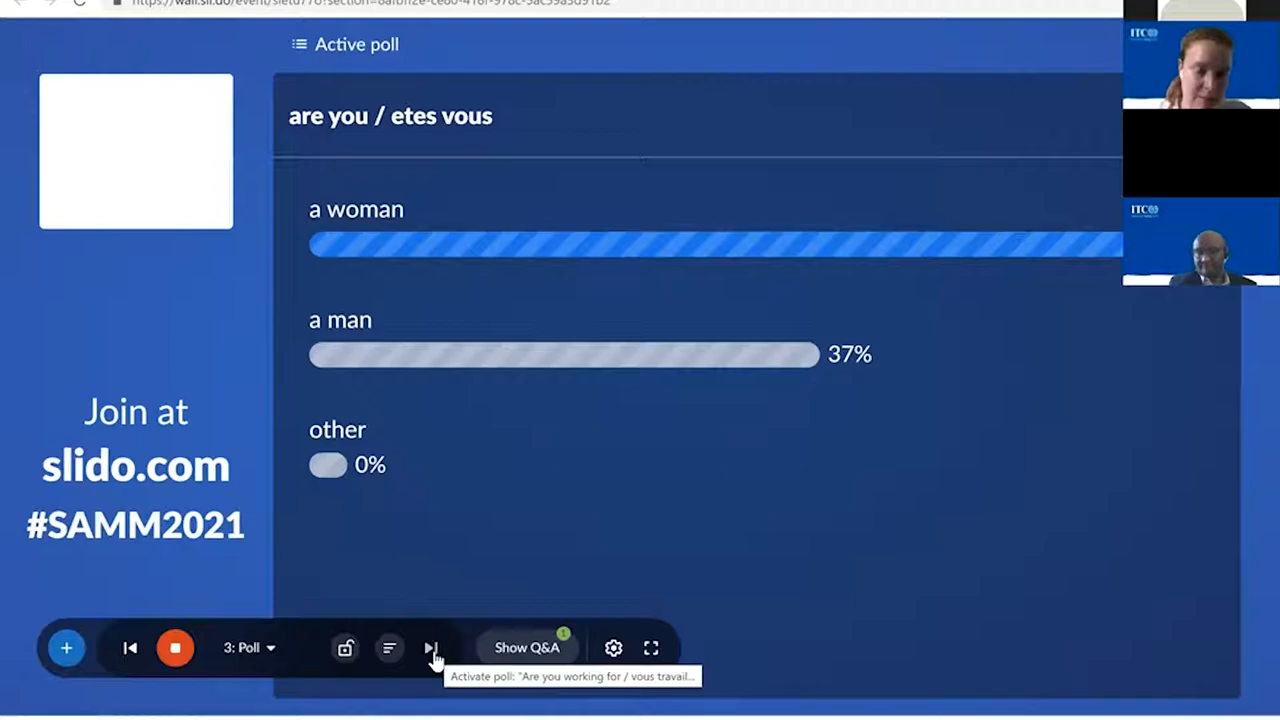 Active poll
are you / etes vous
a woman
a man
37%
other
0%
Join at
slido.com
#SAMM2021
3: Poll
Show Q&A
1
Activate poll: "Are you working for / vous travail...
ITC
ITC